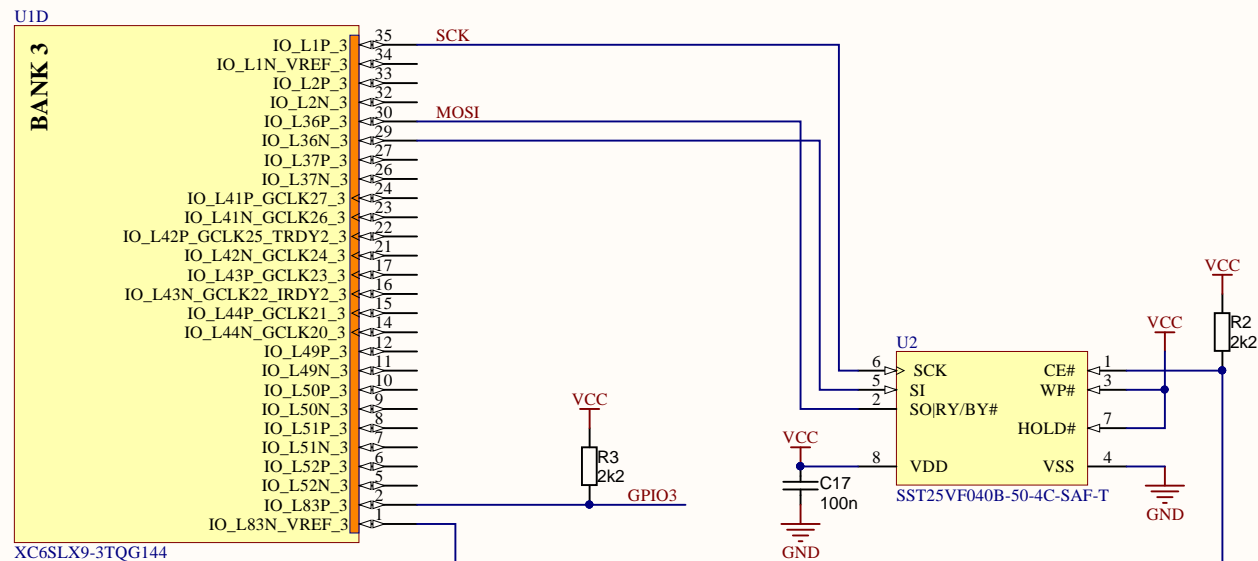 U1D
BANK 3
IO_L1P_3 35 SCK
IO_L1N_VREF_3 34
IO_L2P_3 33
IO_L2N_3 32
IO_L36P_3 30 MOSI
IO_L36N_3 29
IO_L37P_3 27
IO_L37N_3 26
IO_L41P_GCLK27_3 24
IO_L41N_GCLK26_3 23
IO_L42P_GCLK25_TRDY2_3 22
IO_L42N_GCLK24_3 21
IO_L43P_GCLK23_3 17
IO_L43N_GCLK22_IRDY2_3 16
IO_L44P_GCLK21_3 15
IO_L44N_GCLK20_3 14
IO_L49P_3 12
IO_L49N_3 11
IO_L50P_3 10
IO_L50N_3 9
IO_L51P_3 8
IO_L51N_3 7
IO_L52P_3 6
IO_L52N_3 5
IO_L83P_3 2
IO_L83N_VREF_3 1
XC6SLX9-3TQG144
VCC
R3
2k2
GPIO3
VCC
C17
100n
GND
U2
6 SCK CE# 1
5 SI WP# 3
2 SO|RY/BY#
HOLD# 7
8 VDD VSS 4
SST25VF040B-50-4C-SAF-T
VCC
GND
VCC
R2
2k2